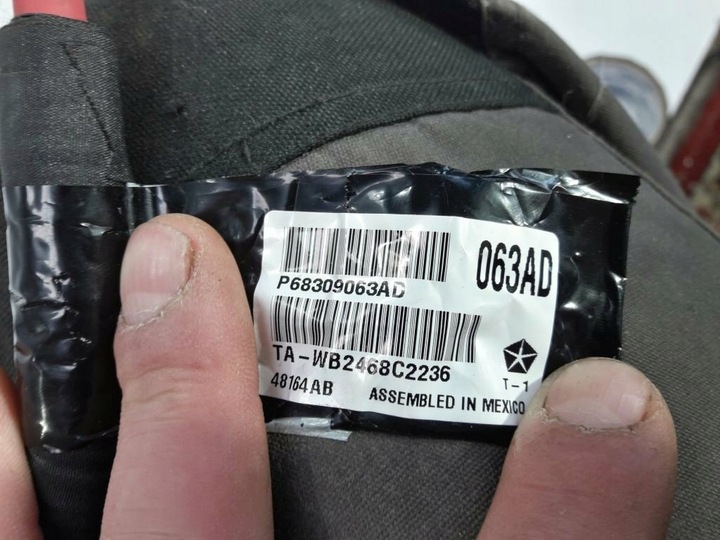 063AD
P68309063AD
TA-WB2468C2236
T-1
48164AB
ASSEMBLED IN MEXICO